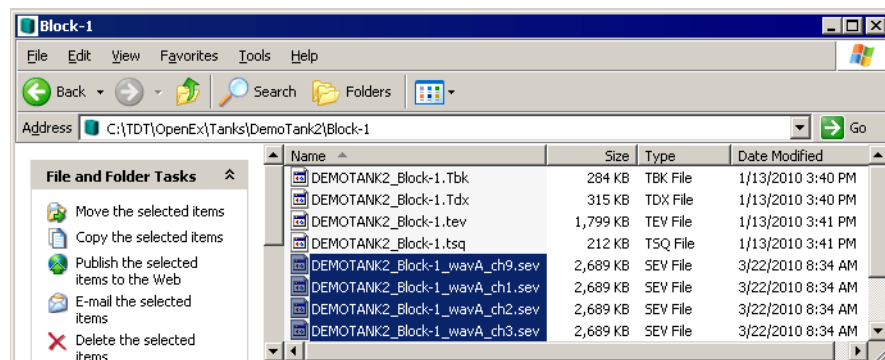 Block-1
File Edit View Favorites Tools Help
Back Search Folders
Address C:\TDT\OpenEx\Tanks\DemoTank2\Block-1 Go
File and Folder Tasks
Move the selected items
Copy the selected items
Publish the selected
items to the Web
E-mail the selected
items
Delete the selected
items
Name Size Type Date Modified
DEMOTANK2_Block-1.Tbk 284 KB TBK File 1/13/2010 3:40 PM
DEMOTANK2_Block-1.Tdx 315 KB TDX File 1/13/2010 3:40 PM
DEMOTANK2_Block-1.tev 1,799 KB TEV File 1/13/2010 3:41 PM
DEMOTANK2_Block-1.tsq 212 KB TSQ File 1/13/2010 3:41 PM
DEMOTANK2_Block-1_wavA_ch9.sev 2,689 KB SEV File 3/22/2010 8:34 AM
DEMOTANK2_Block-1_wavA_ch1.sev 2,689 KB SEV File 3/22/2010 8:34 AM
DEMOTANK2_Block-1_wavA_ch2.sev 2,689 KB SEV File 3/22/2010 8:34 AM
DEMOTANK2_Block-1_wavA_ch3.sev 2,689 KB SEV File 3/22/2010 8:34 AM